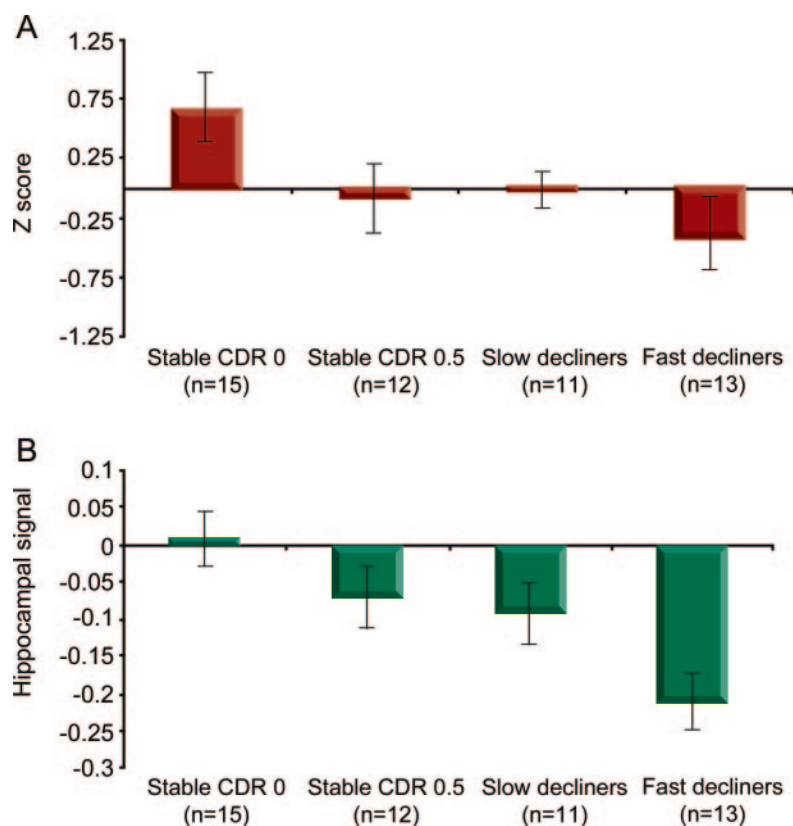 A
1.25
0.75
0.25
-0.25
-0.75
-1.25
Z score
Stable CDR 0 Stable CDR 0.5 Slow decliners Fast decliners
(n=15) (n=12) (n=11) (n=13)
B
0.1
0.05
0
-0.05
-0.1
-0.15
-0.2
-0.25
-0.3
Hippocampal signal
Stable CDR 0 Stable CDR 0.5 Slow decliners Fast decliners
(n=15) (n=12) (n=11) (n=13)